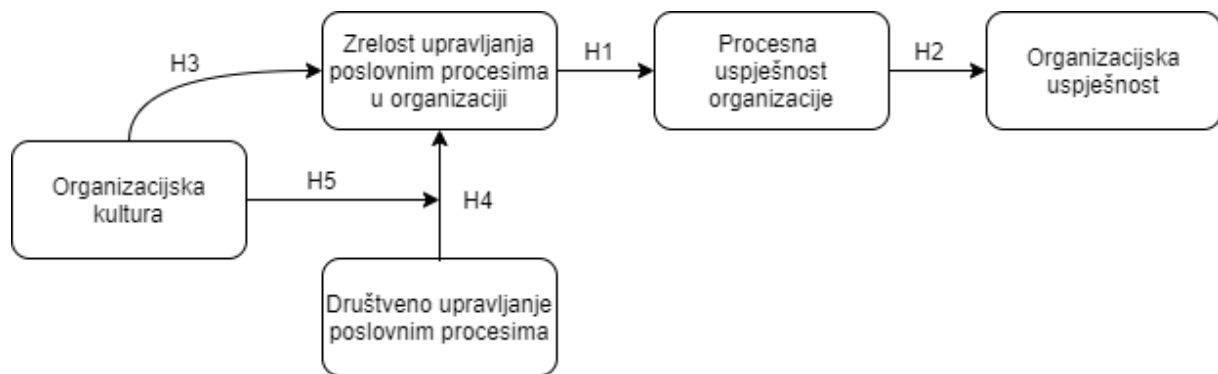 H3
Zrelost upravljanja
poslovnim procesima
u organizaciji
H1
Procesna
uspješnost
organizacije
H2
Organizacijska
uspješnost
Organizacijska
kultura
H5
H4
Društveno upravljanje
poslovnim procesima